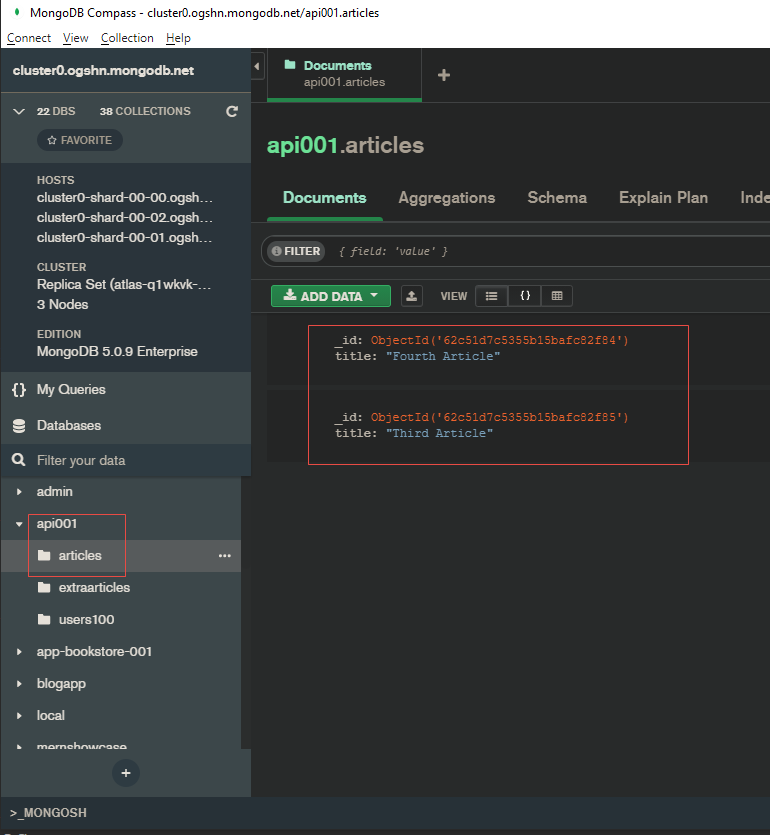 MongoDB Compass - cluster0.ogshn.mongodb.net/api001.articles
Connect View Collection Help
cluster0.ogshn.mongodb.net
22 DBS 38 COLLECTIONS
FAVORITE
HOSTS
cluster0-shard-00-00.ogsh...
cluster0-shard-00-02.ogsh...
cluster0-shard-00-01.ogsh...
CLUSTER
Replica Set (atlas-q1wkvk-...
3 Nodes
EDITION
MongoDB 5.0.9 Enterprise
{} My Queries
Databases
Filter your data
admin
api001
articles ...
extraarticles
users100
app-bookstore-001
blogapp
local
mernshowcase
+
>_MONGOSH
Documents
api001.articles
+
api001.articles
Documents Aggregations Schema Explain Plan Inde
FILTER { field: 'value' }
ADD DATA VIEW {}
_id: ObjectId('62c51d7c5355b15bafc82f84')
title: "Fourth Article"
_id: ObjectId('62c51d7c5355b15bafc82f85')
title: "Third Article"